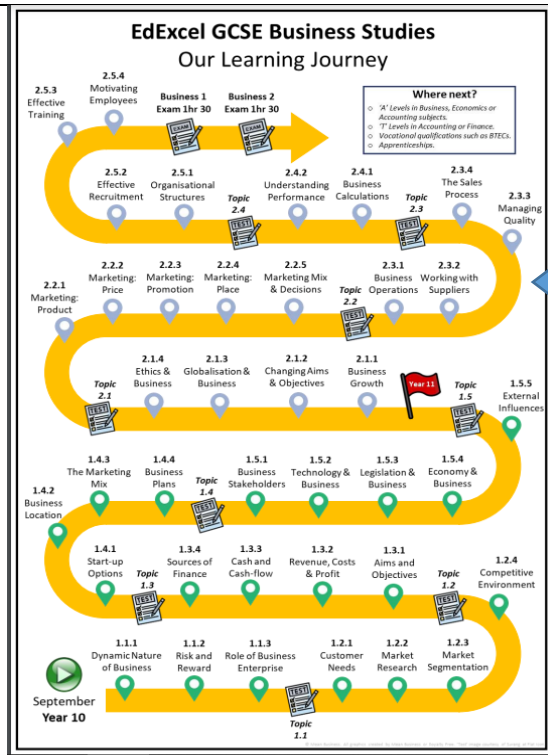 EdExcel GCSE Business Studies
Our Learning Journey
2.5.3
Effective
Training
2.5.4
Motivating
Employees
Business 1
Exam 1hr 30
Business 2
Exam 1hr 30
EXAM
EXAM
Where next?
o 'A' Levels in Business, Economics or
Accounting subjects.
o 'T' Levels in Accounting or Finance.
o Vocational qualifications such as BTECs.
o Apprenticeships.
2.5.2
Effective
Recruitment
2.5.1
Organisational
Structures
Topic
2.4
TEST
2.4.2
Understanding
Performance
2.4.1
Business
Calculations
Topic
2.3
TEST
2.3.4
The Sales
Process
2.3.3
Managing
Quality
2.2.1
Marketing:
Product
2.2.2
Marketing:
Price
2.2.3
Marketing:
Promotion
2.2.4
Marketing:
Place
2.2.5
Marketing Mix
& Decisions
Topic
2.2
TEST
2.3.1
Business
Operations
2.3.2
Working with
Suppliers
Topic
2.1
TEST
2.1.4
Ethics &
Business
2.1.3
Globalisation &
Business
2.1.2
Changing Aims
& Objectives
2.1.1
Business
Growth
Year 11
Topic
1.5
TEST
1.5.5
External
Influences
1.4.2
Business
Location
1.4.3
The Marketing
Mix
1.4.4
Business
Plans
Topic
1.4
TEST
1.5.1
Business
Stakeholders
1.5.2
Technology &
Business
1.5.3
Legislation &
Business
1.5.4
Economy &
Business
1.4.1
Start-up
Options
Topic
1.3
TEST
1.3.4
Sources of
Finance
1.3.3
Cash and
Cash-flow
1.3.2
Revenue, Costs
& Profit
1.3.1
Aims and
Objectives
Topic
1.2
TEST
1.2.4
Competitive
Environment
September
Year 10
1.1.1
Dynamic Nature
of Business
1.1.2
Risk and
Reward
1.1.3
Role of Business
Enterprise
TEST
Topic
1.1
1.2.1
Customer
Needs
1.2.2
Market
Research
1.2.3
Market
Segmentation